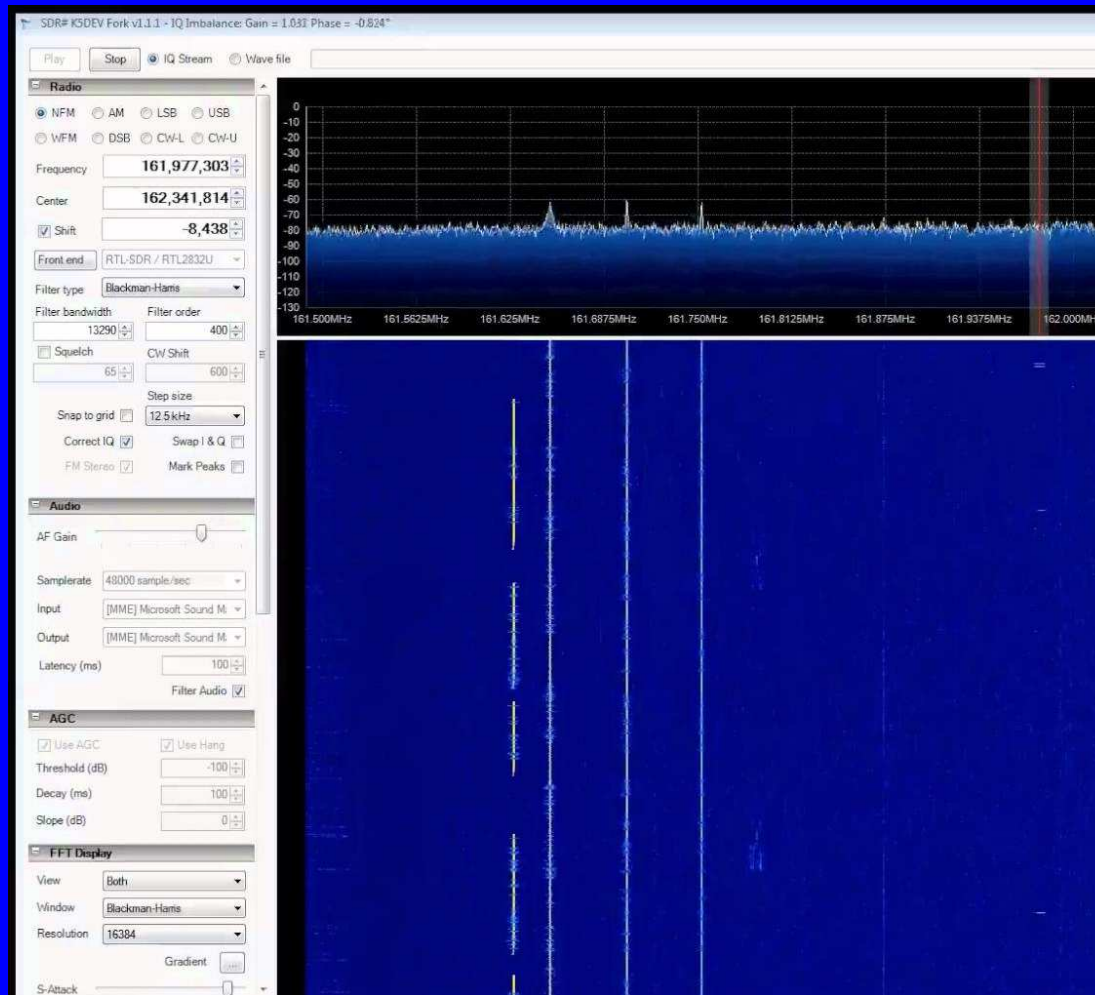 SDR# K5DEV Fork v1.1.1 - IQ Imbalance: Gain = 1.032 Phase = -0.824°
Play Stop IQ Stream Wave file
Radio
NFM AM LSB USB
WFM DSB CW-L CW-U
Frequency 161,977,303
Center 162,341,814
Shift -8,438
Front end RTL-SDR / RTL2832U
Filter type Blackman-Harris
Filter bandwidth Filter order
13290 400
Squelch CW Shift
65 600
Step size
Snap to grid 12.5 kHz
Correct IQ Swap I & Q
FM Stereo Mark Peaks
Audio
AF Gain
Samplerate 48000 sample/sec
Input [MME] Microsoft Sound M
Output [MME] Microsoft Sound M
Latency (ms) 100
Filter Audio
AGC
Use AGC Use Hang
Threshold (dB) -100
Decay (ms) 100
Slope (dB) 0
FFT Display
View Both
Window Blackman-Harris
Resolution 16384
Gradient ...
S-Attack
0
-10
-20
-30
-40
-50
-60
-70
-80
-90
-100
-110
-120
-130
161.500MHz 161.5625MHz 161.625MHz 161.6875MHz 161.750MHz 161.8125MHz 161.875MHz 161.9375MHz 162.000MH